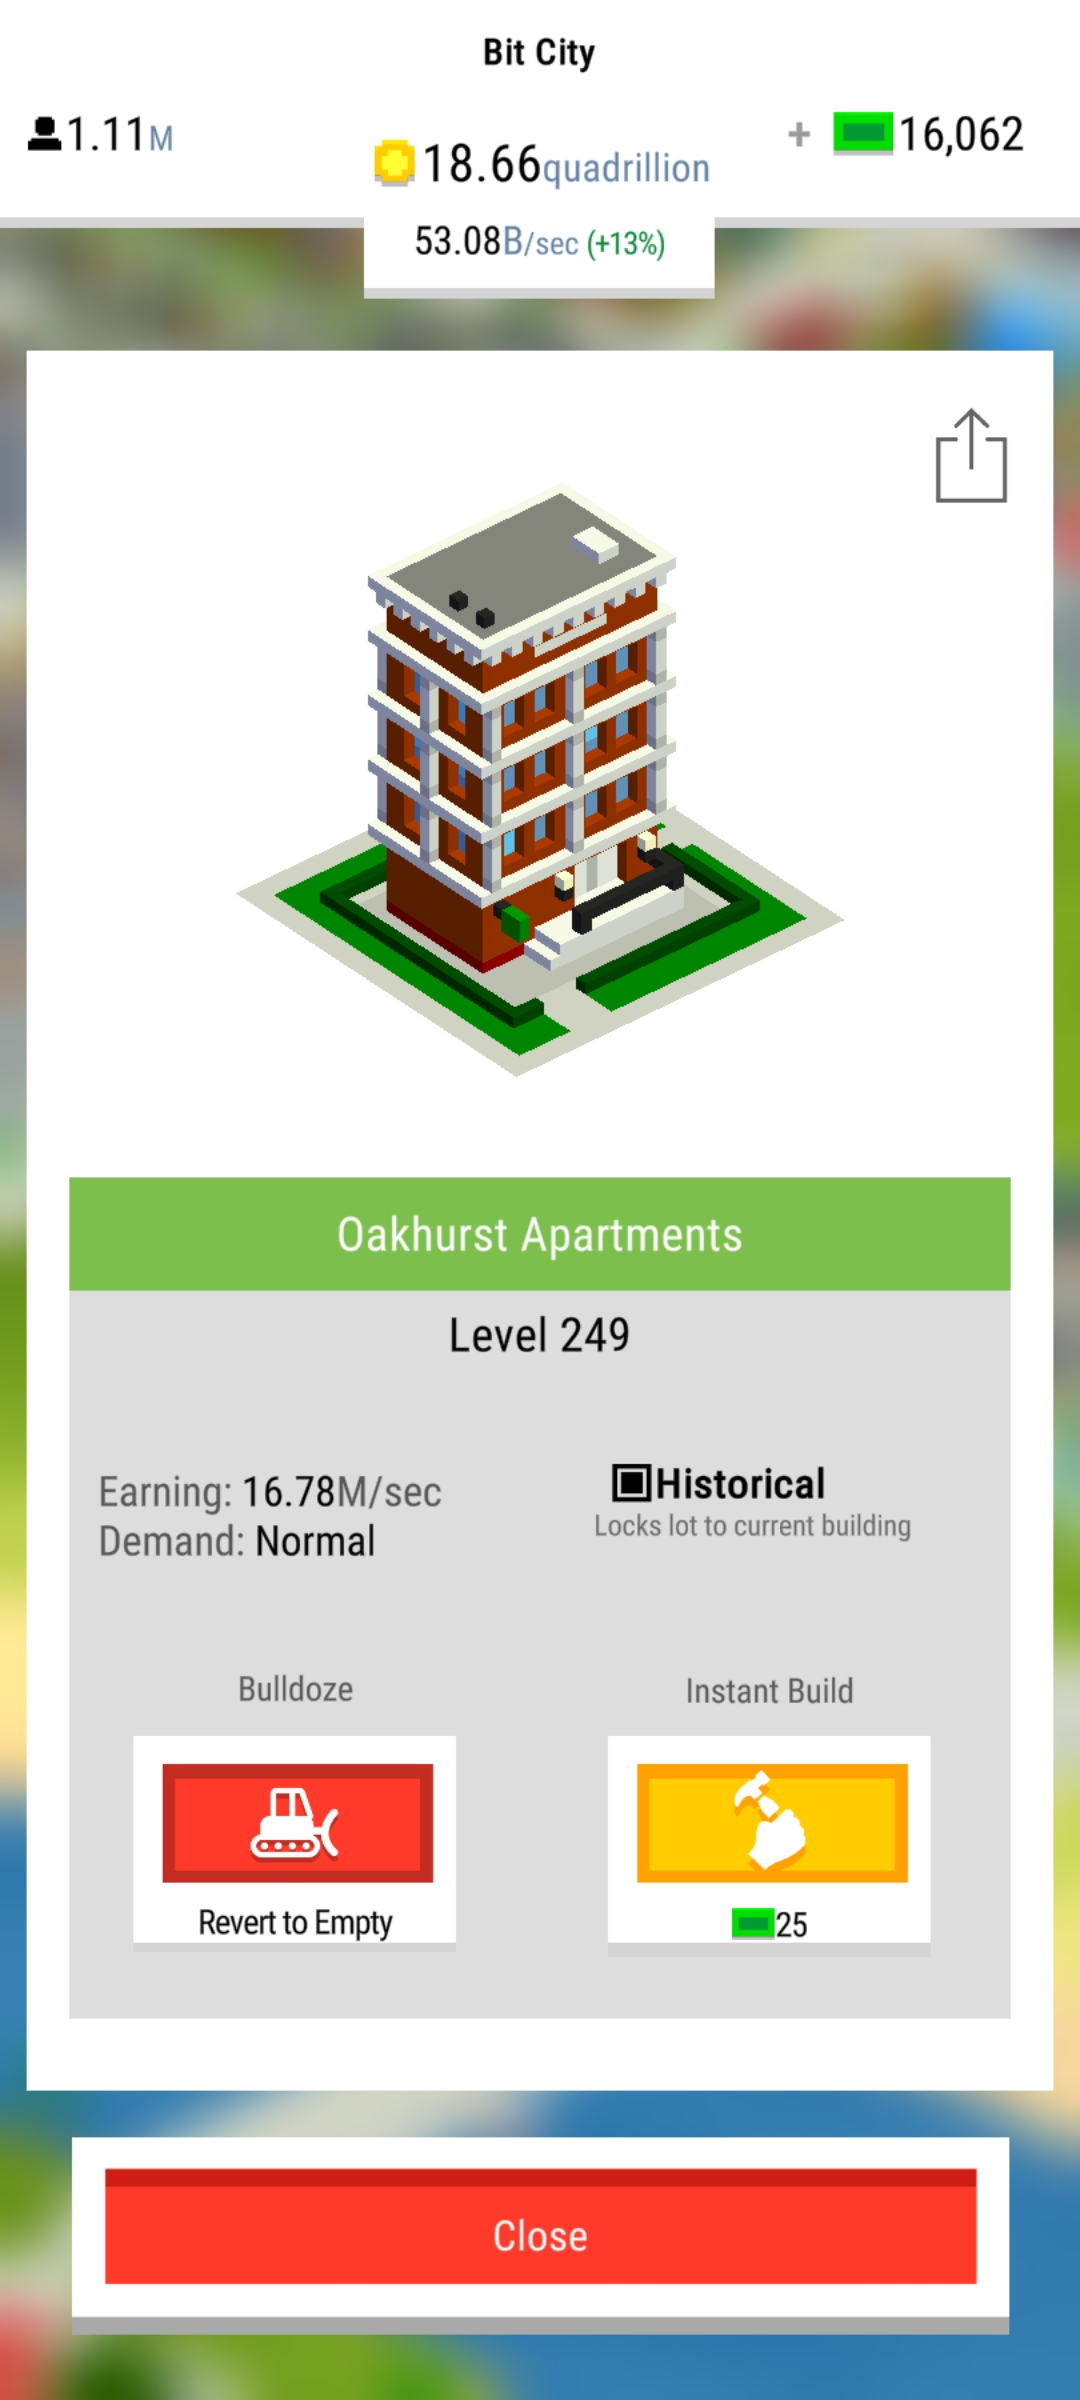 Bit City
1.11M
18.66quadrillion
+ 16,062
53.08B/sec (+13%)
Oakhurst Apartments
Level 249
Earning: 16.78M/sec
Demand: Normal
Historical
Locks lot to current building
Bulldoze
Instant Build
Revert to Empty
25
Close